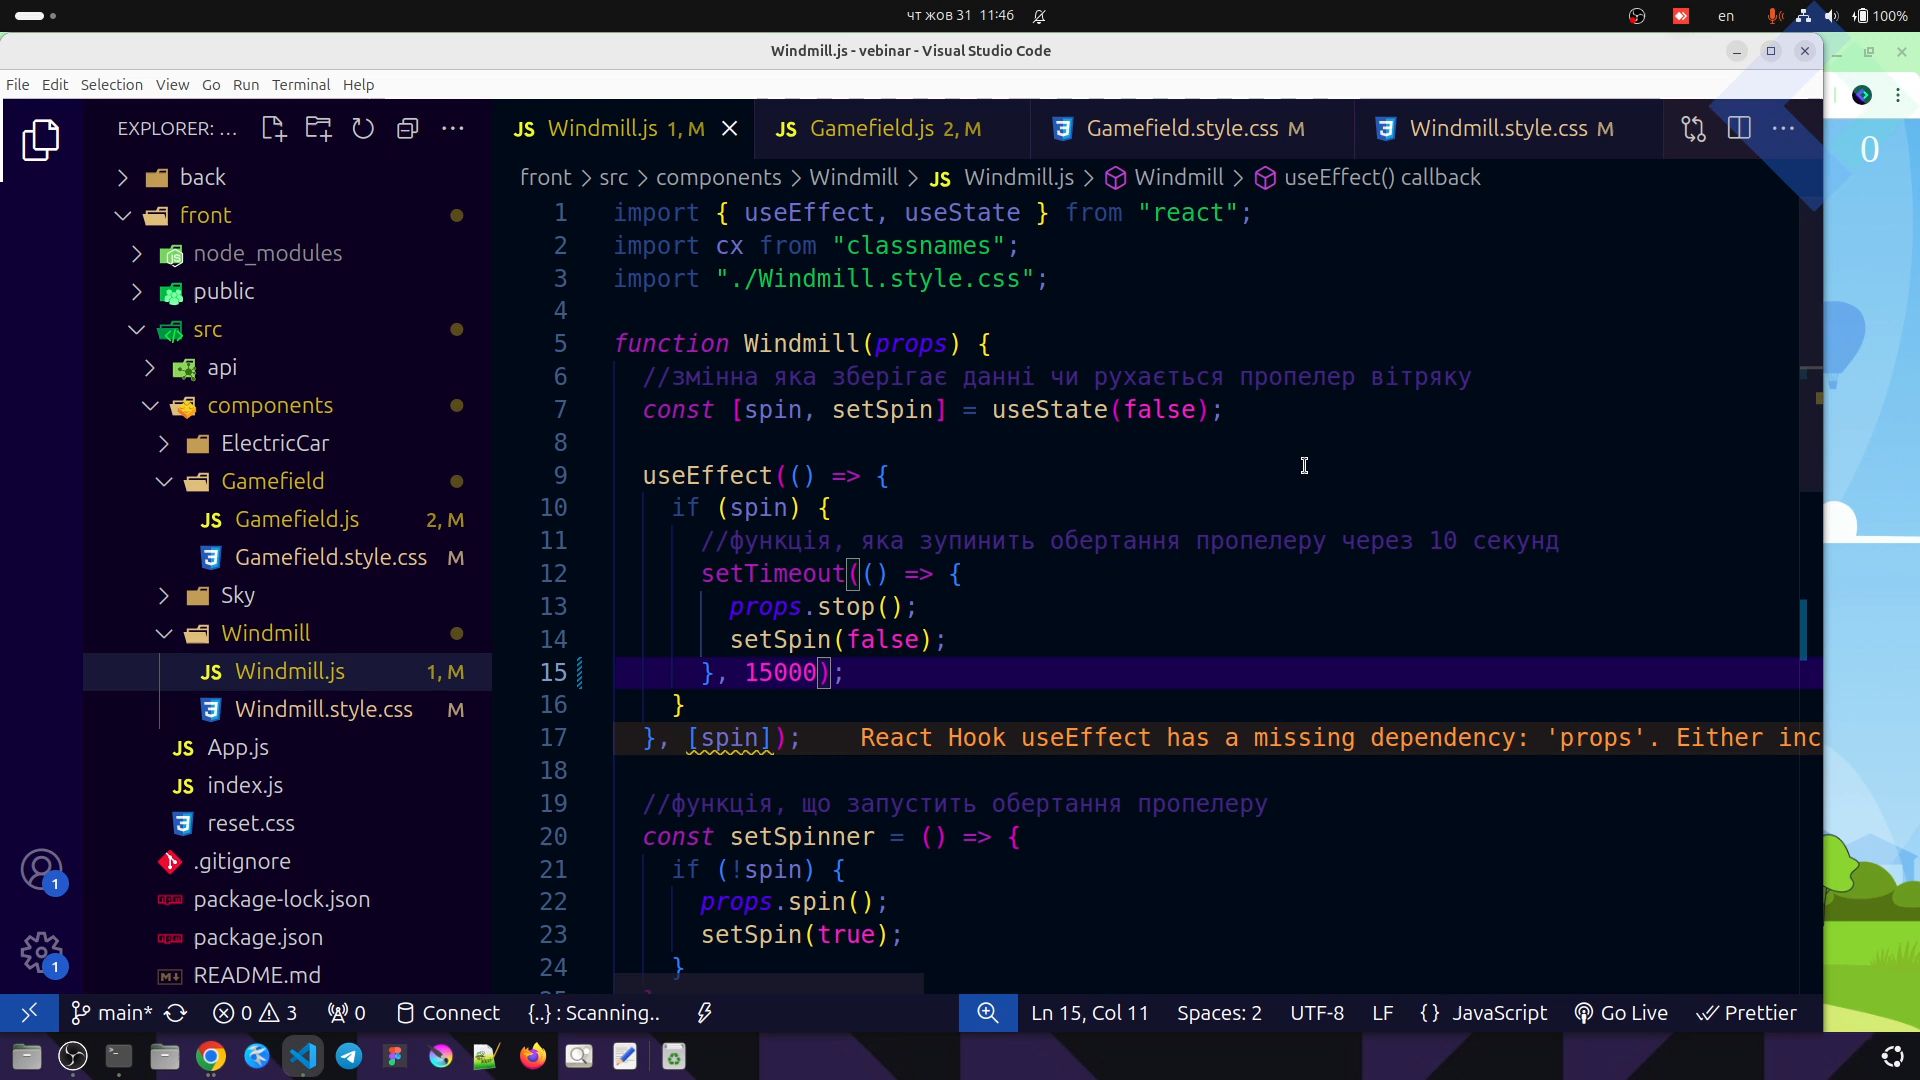 чт жов 31 11:46
en
100%
Windmill.js - vebinar - Visual Studio Code
File Edit Selection View Go Run Terminal Help
EXPLORER: ...
JS Windmill.js 1, M
JS Gamefield.js 2, M
Gamefield.style.css M
Windmill.style.css M
0
front > src > components > Windmill > JS Windmill.js > Windmill > useEffect() callback
back
front
node_modules
public
src
api
components
ElectricCar
Gamefield
JS Gamefield.js 2, M
Gamefield.style.css M
Sky
Windmill
JS Windmill.js 1, M
Windmill.style.css M
JS App.js
JS index.js
reset.css
.gitignore
package-lock.json
package.json
README.md
1 import { useEffect, useState } from "react";
2 import cx from "classnames";
3 import "./Windmill.style.css";
4
5 function Windmill(props) {
6 //змінна яка зберігає данні чи рухається пропелер вітряку
7 const [spin, setSpin] = useState(false);
8
9 useEffect(() => {
10 if (spin) {
11 //функція, яка зупинить обертання пропелеру через 10 секунд
12 setTimeout(() => {
13 props.stop();
14 setSpin(false);
15 }, 15000);
16 }
17 }, [spin]); React Hook useEffect has a missing dependency: 'props'. Either inc
18
19 //функція, що запустить обертання пропелеру
20 const setSpinner = () => {
21 if (!spin) {
22 props.spin();
23 setSpin(true);
24 }
1
1
main* 0 3 0 Connect {..} : Scanning.. Ln 15, Col 11 Spaces: 2 UTF-8 LF {} JavaScript Go Live Prettier